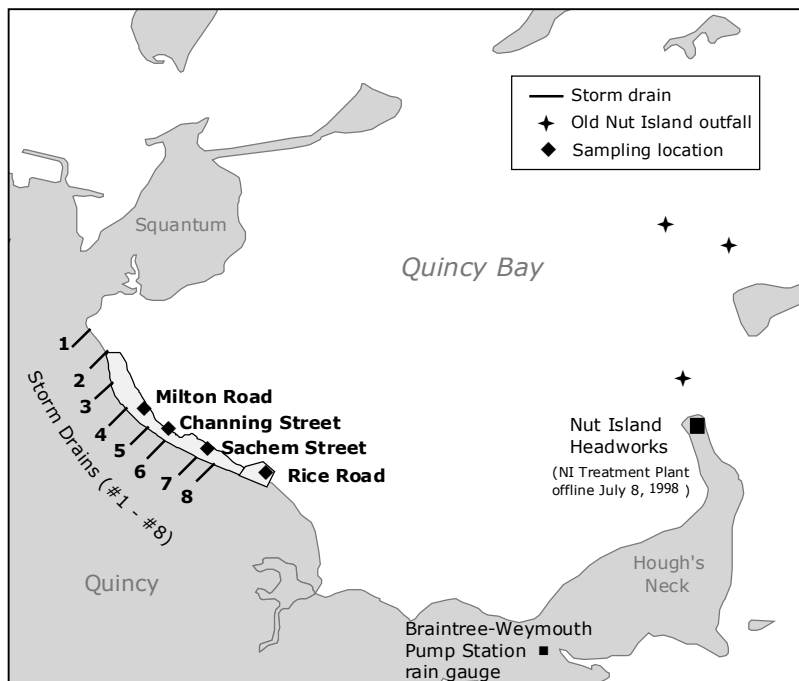 Storm drain
Old Nut Island outfall
Sampling location
Squantum
Quincy Bay
1
2
3
4
5
6
7
8
Storm Drains (#1 - #8)
Milton Road
Channing Street
Sachem Street
Rice Road
Nut Island
Headworks
(NI Treatment Plant
offline July 8, 1998 )
Quincy
Hough's
Neck
Braintree-Weymouth
Pump Station
rain gauge